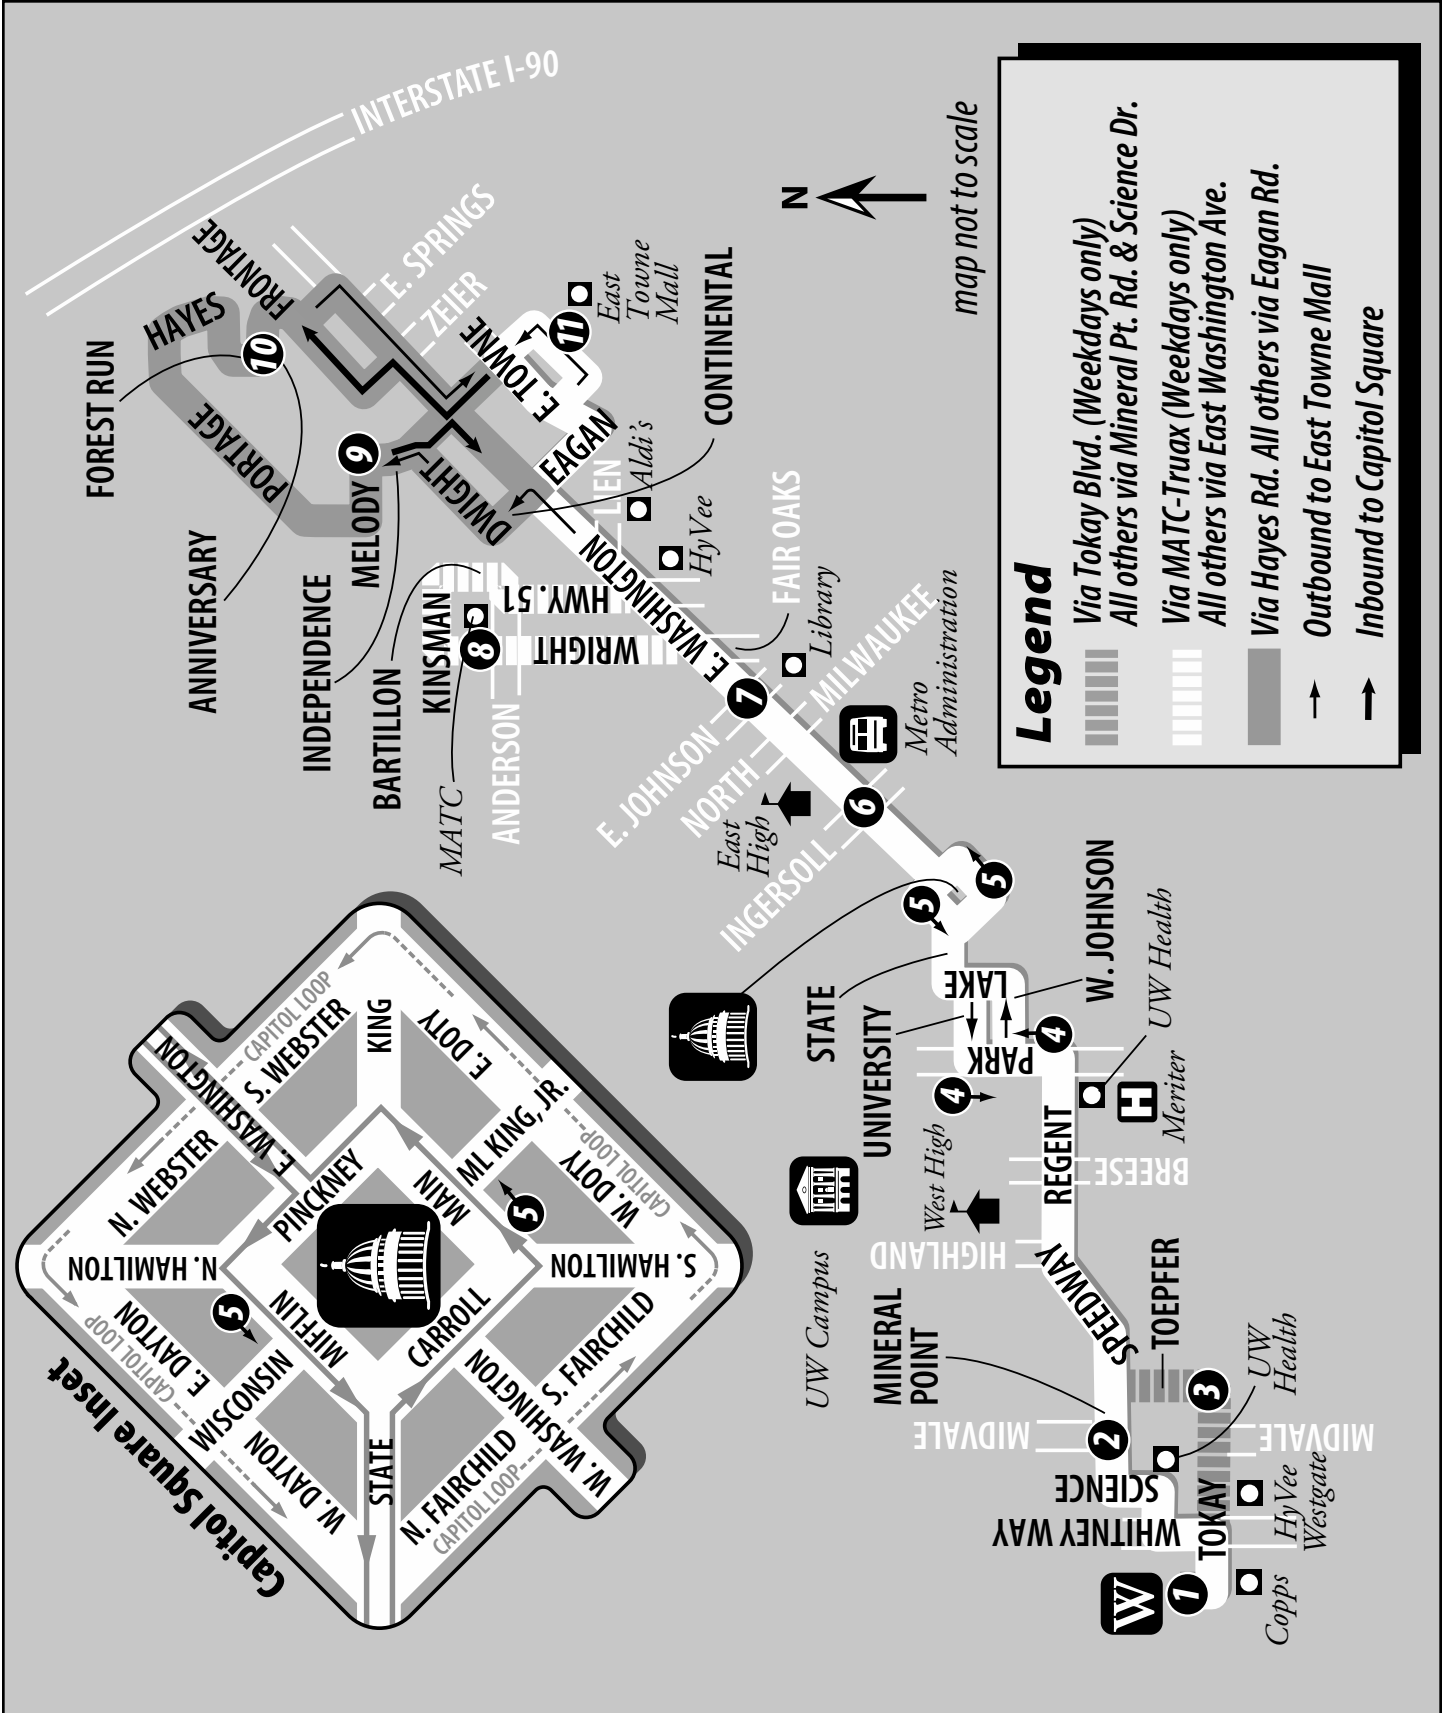 Capitol Square Inset
CAPITOL LOOP
S. WEBSTER
E. WASHINGTON
N. WEBSTER
KING
E. DOTY
ML KING, JR.
PINCKNEY
MAIN
W. DOTY
CAPITOL LOOP
N. HAMILTON
S. HAMILTON
5
5
MIFFLIN
CARROLL
E. DAYTON
CAPITOL LOOP
WISCONSIN
W. DAYTON
STATE
S. FAIRCHILD
W. WASHINGTON
N. FAIRCHILD
CAPITOL LOOP
INTERSTATE I-90
FRONTAGE
HAYES
FOREST RUN
10
PORTAGE
ANNIVERSARY
E. SPRINGS
ZEIER
E. TOWNE
11
East
Towne
Mall
EAGAN
CONTINENTAL
9
MELODY
DWIGHT
INDEPENDENCE
BARTILLON
KINSMAN
8
MATC
ANDERSON
HWY. 51
WRIGHT
LIEN
Aldi's
HyVee
E. WASHINGTON
FAIR OAKS
Library
7
MILWAUKEE
E. JOHNSON
NORTH
Metro
Administration
East
High
6
INGERSOLL
5
5
STATE
LAKE
W. JOHNSON
UNIVERSITY
PARK
4
4
UW Health
H
Meriter
REGENT
BREESE
West High
HIGHLAND
UW Campus
SPEEDWAY
MINERAL
POINT
TOEPFER
3
UW
Health
MIDVALE
MIDVALE
2
SCIENCE
WHITNEY WAY
TOKAY
HyVee
Westgate
W
1
Copps
N
map not to scale
Legend
Via Tokay Blvd. (Weekdays only)
All others via Mineral Pt. Rd. & Science Dr.
Via MATC-Truax (Weekdays only)
All others via East Washington Ave.
Via Hayes Rd. All others via Eagan Rd.
Outbound to East Towne Mall
Inbound to Capitol Square